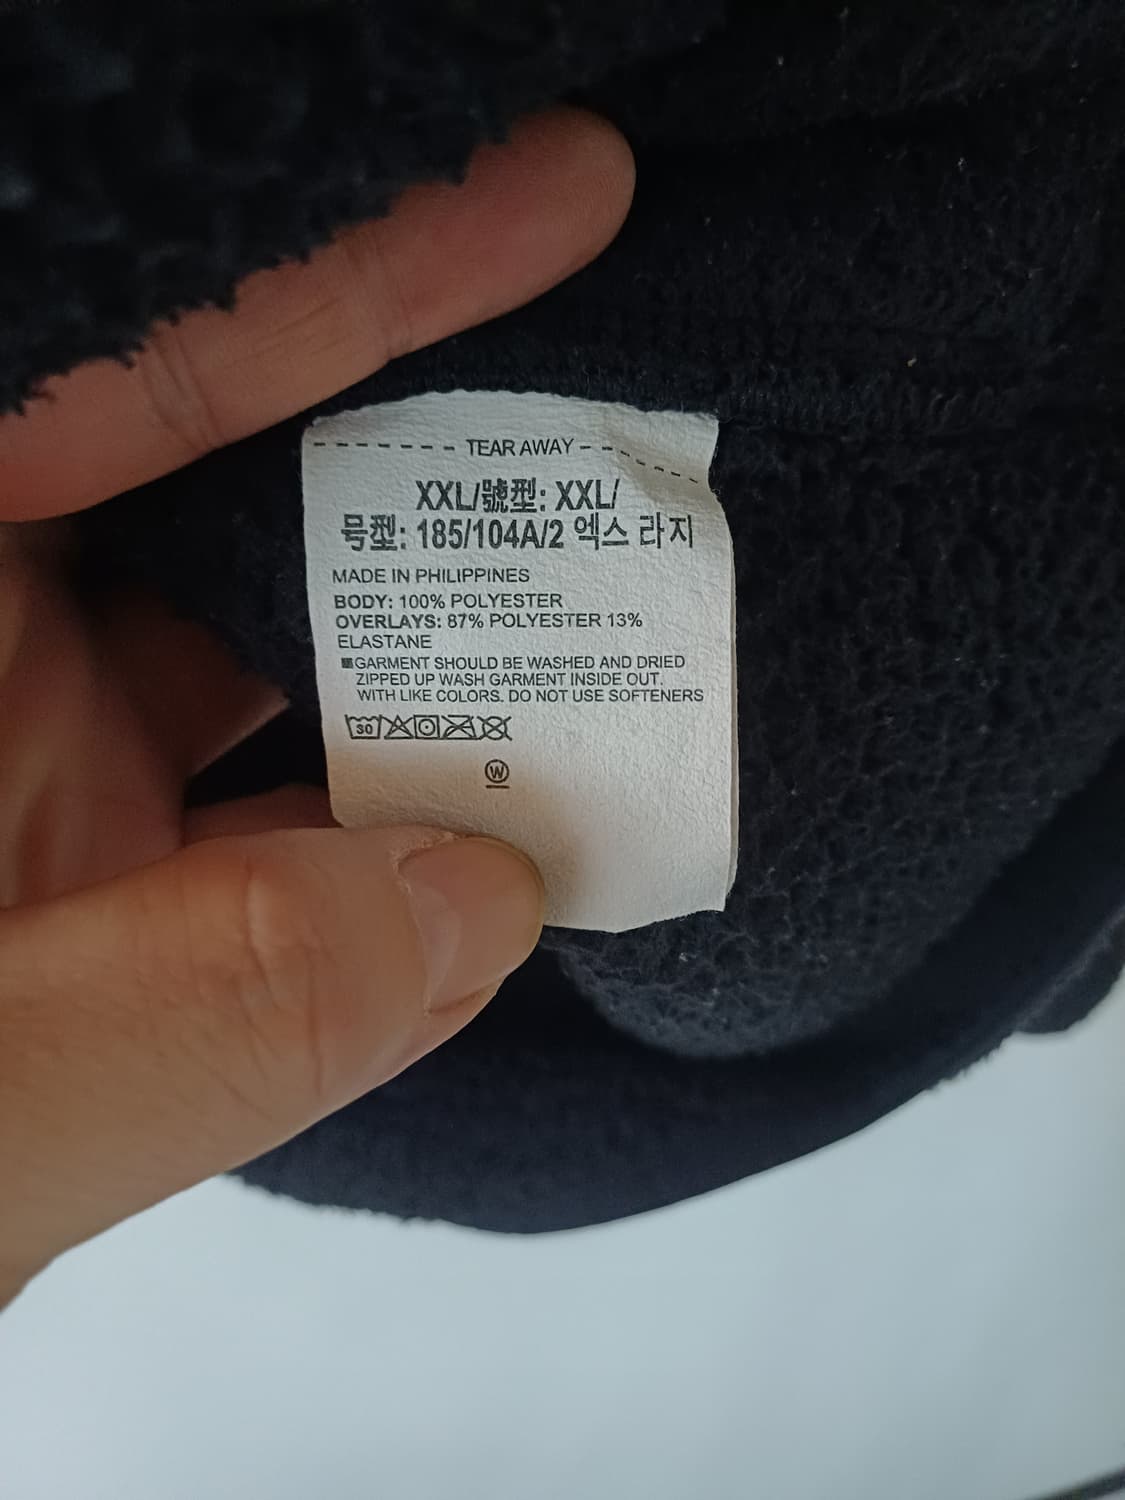 TEAR AWAY
XXL/號型: XXL/
号型: 185/104A/2 엑스 라지
MADE IN PHILIPPINES
BODY: 100% POLYESTER
OVERLAYS: 87% POLYESTER 13%
ELASTANE
GARMENT SHOULD BE WASHED AND DRIED
ZIPPED UP WASH GARMENT INSIDE OUT.
WITH LIKE COLORS. DO NOT USE SOFTENERS
30
W